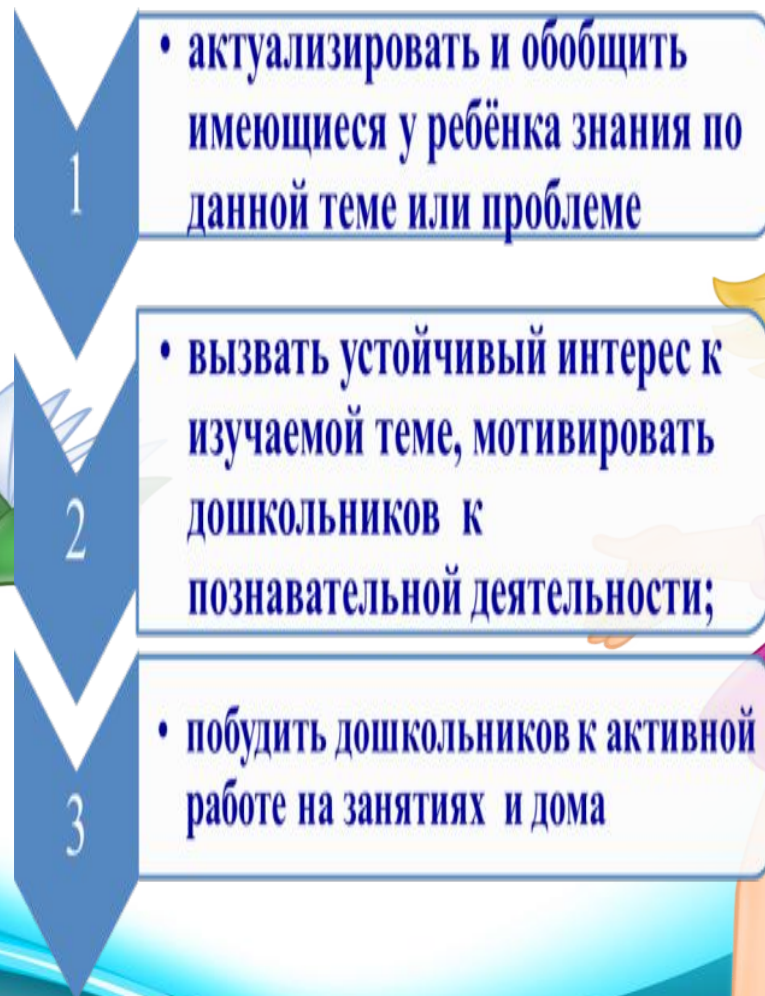 1
• актуализировать и обобщить
имеющиеся у ребёнка знания по
данной теме или проблеме
2
• вызвать устойчивый интерес к
изучаемой теме, мотивировать
дошкольников к
познавательной деятельности;
3
• побудить дошкольников к активной
работе на занятиях и дома